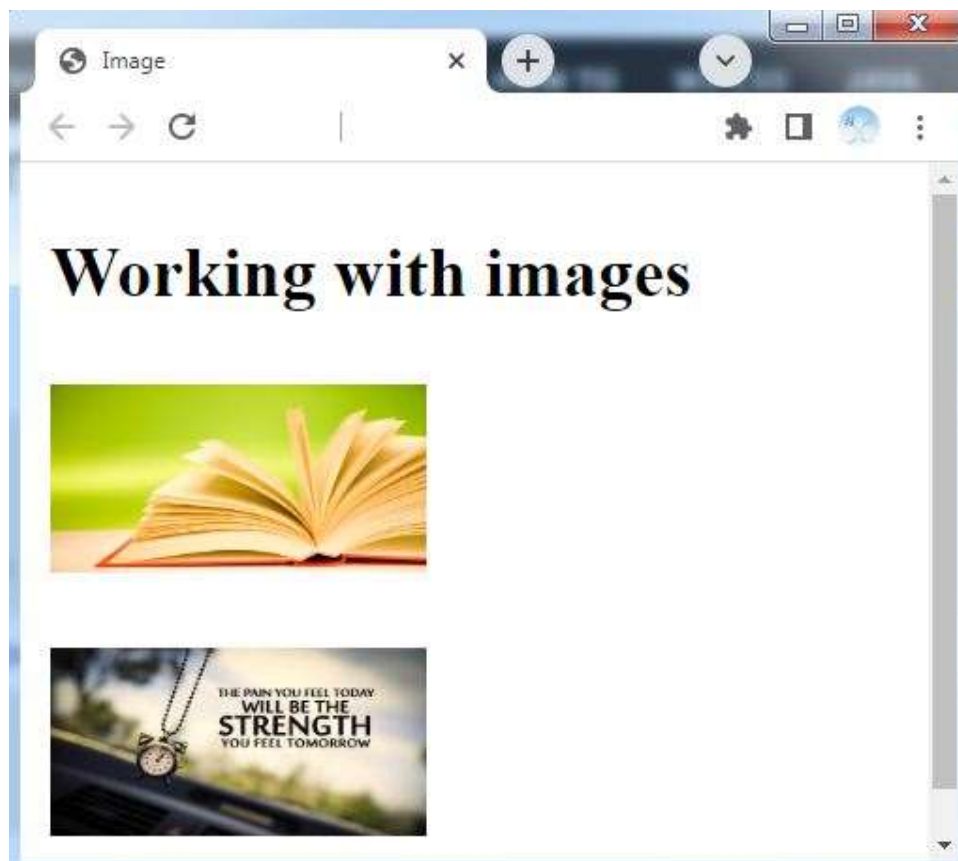 Image
Working with images
THE PAIN YOU FEEL TODAY
WILL BE THE
STRENGTH
YOU FEEL TOMORROW